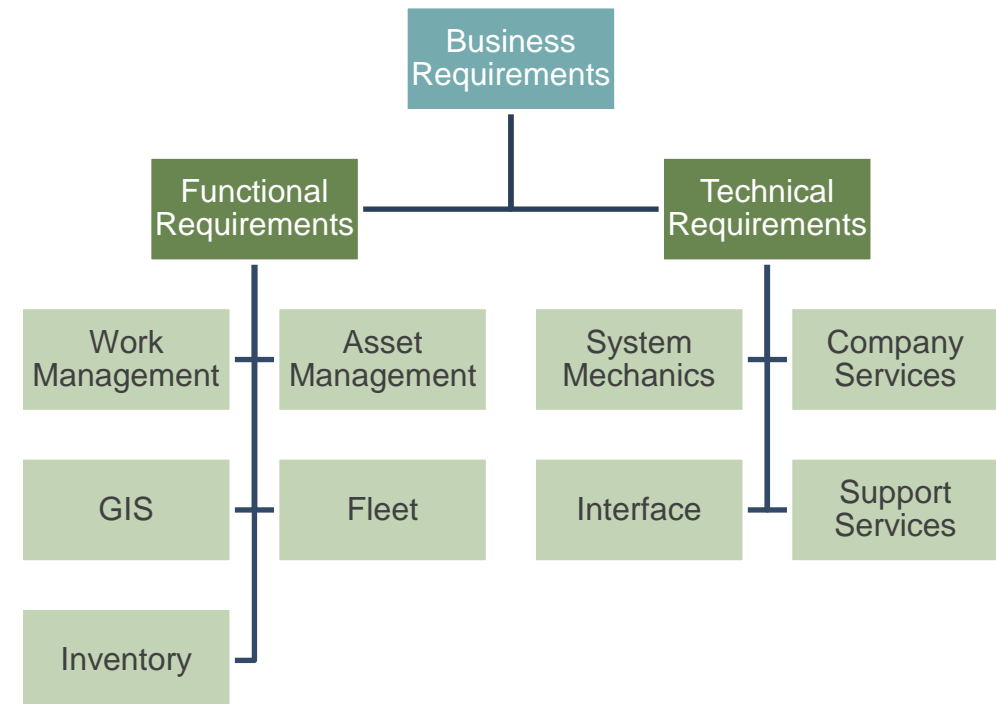 Business
Requirements
Functional
Requirements
Technical
Requirements
Work
Management
Asset
Management
System
Mechanics
Company
Services
GIS
Fleet
Interface
Support
Services
Inventory